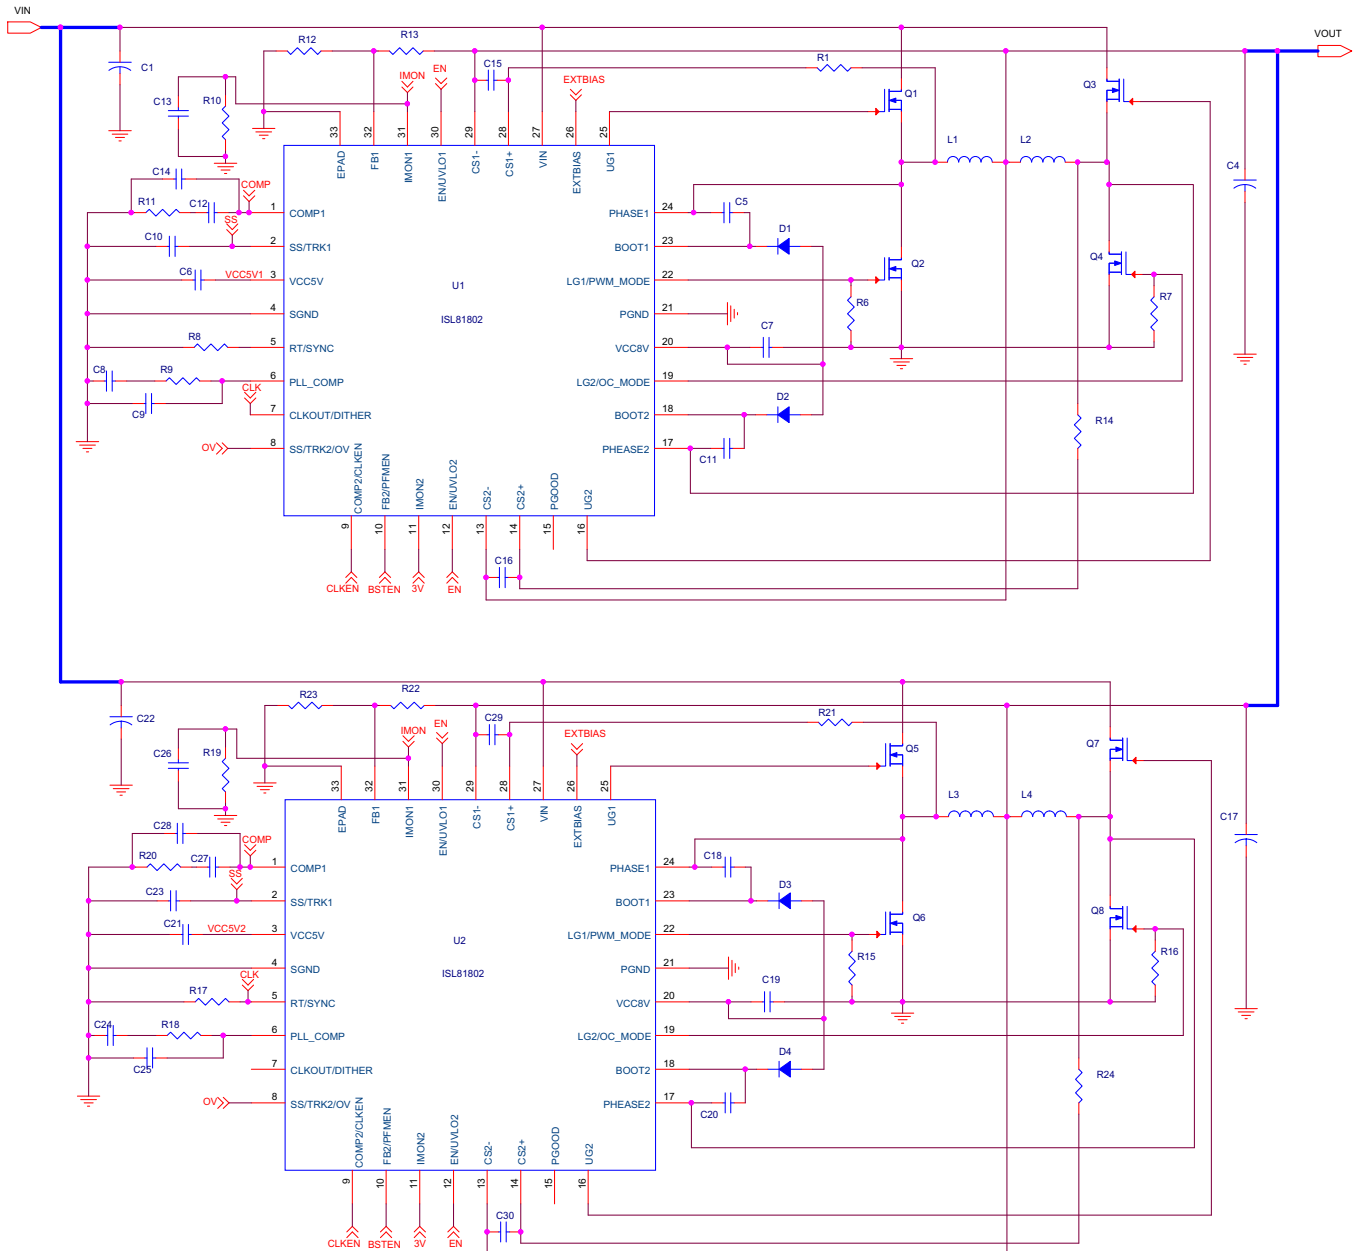 VIN
VOUT
C1
R12
R13
C15
R1
Q1
Q3
IMON
EN
EXTBIAS
C13
R10
33
32
31
30
29
28
27
26
25
EPAD
FB1
IMON1
EN/UVLO1
CS1-
CS1+
VIN
EXTBIAS
UG1
L1
L2
C4
C14
COMP
R11
C12
SS
C10
C6
VCC5V1
R8
C8
R9
C9
CLK
OV
1 COMP1
2 SS/TRK1
3 VCC5V
4 SGND
5 RT/SYNC
6 PLL_COMP
7 CLKOUT/DITHER
8 SS/TRK2/OV
U1
ISL81802
PHASE1 24
BOOT1 23
LG1/PWM_MODE 22
PGND 21
VCC8V 20
LG2/OC_MODE 19
BOOT2 18
PHEASE2 17
C5
D1
Q2
Q4
R6
R7
C7
D2
C11
R14
COMP2/CLKEN
FB2/PFMEN
IMON2
EN/UVLO2
CS2-
CS2+
PGOOD
UG2
9
10
11
12
13
14
15
16
C16
CLKEN
BSTEN
3V
EN
C22
R23
R22
C29
R21
Q5
Q7
IMON
EN
EXTBIAS
C26
R19
33
32
31
30
29
28
27
26
25
EPAD
FB1
IMON1
EN/UVLO1
CS1-
CS1+
VIN
EXTBIAS
UG1
L3
L4
C17
C28
COMP
R20
C27
SS
C23
C21
VCC5V2
CLK
R17
C24
R18
C25
OV
1 COMP1
2 SS/TRK1
3 VCC5V
4 SGND
5 RT/SYNC
6 PLL_COMP
7 CLKOUT/DITHER
8 SS/TRK2/OV
U2
ISL81802
PHASE1 24
BOOT1 23
LG1/PWM_MODE 22
PGND 21
VCC8V 20
LG2/OC_MODE 19
BOOT2 18
PHEASE2 17
C18
D3
Q6
Q8
R15
R16
C19
D4
C20
R24
COMP2/CLKEN
FB2/PFMEN
IMON2
EN/UVLO2
CS2-
CS2+
PGOOD
UG2
9
10
11
12
13
14
15
16
C30
CLKEN
BSTEN
3V
EN